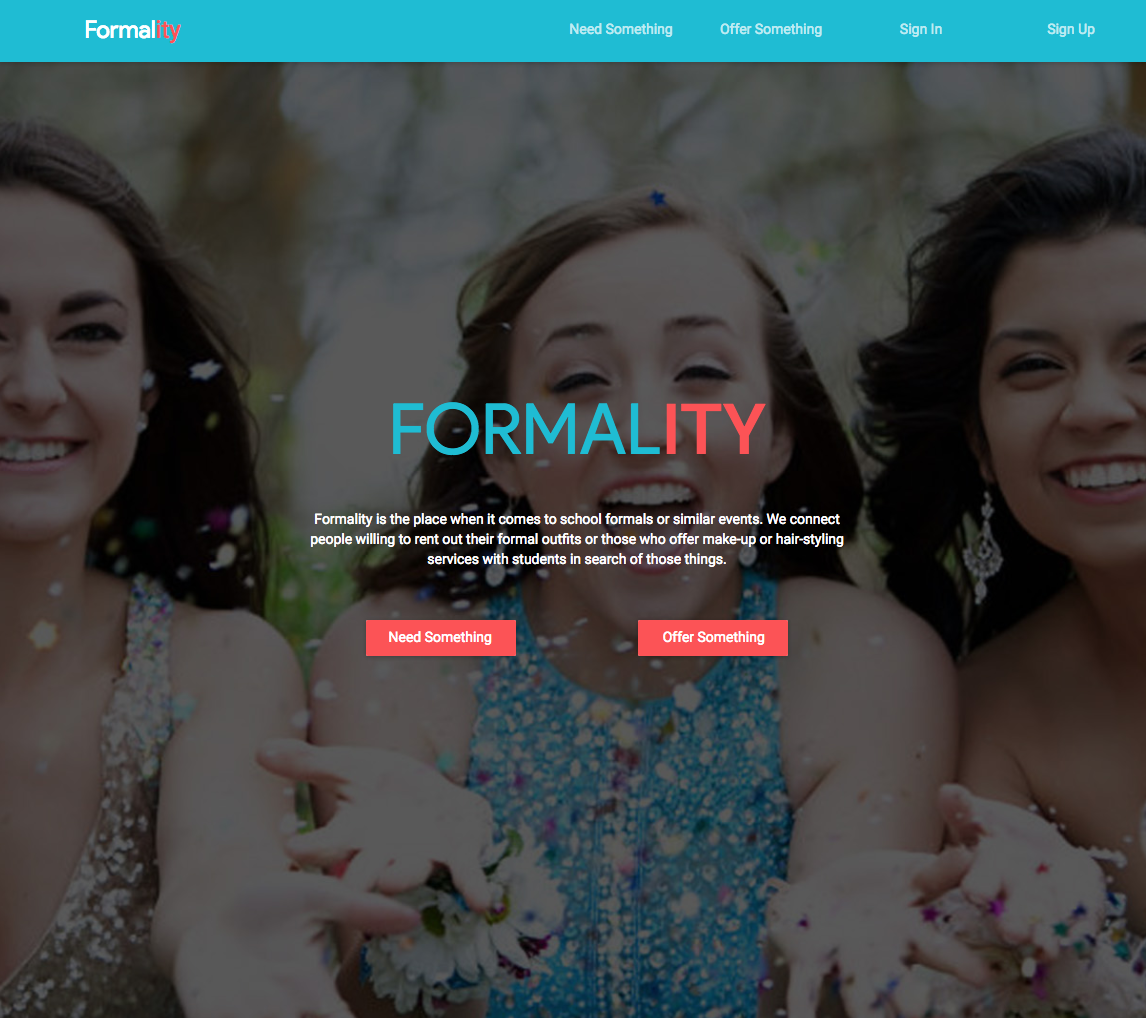 Formality
Need Something
Offer Something
Sign In
Sign Up
FORMALITY
Formality is the place when it comes to school formals or similar events. We connect
people willing to rent out their formal outfits or those who offer make-up or hair-styling
services with students in search of those things.
Need Something
Offer Something